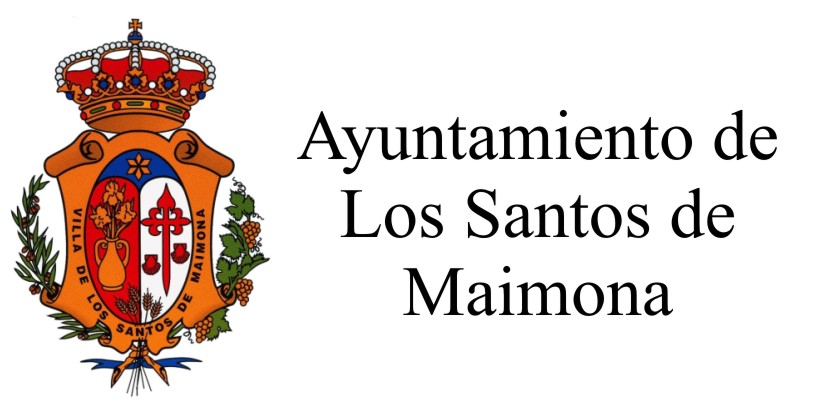 VILLA DE LOS SANTOS DE MAIMONA
Ayuntamiento de
Los Santos de
Maimona